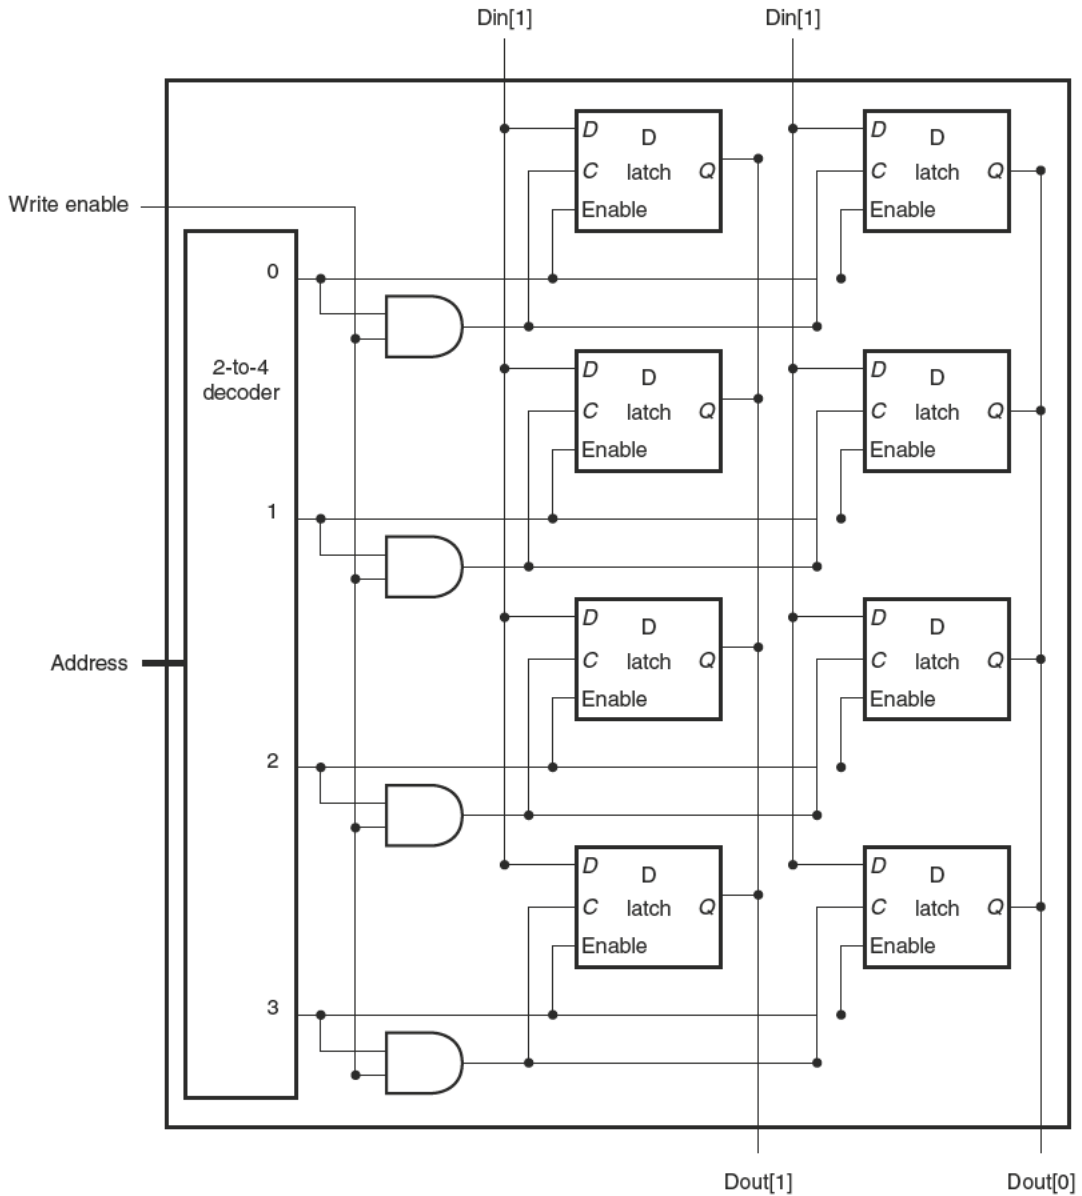 Din[1] Din[1]
D D
D D
C latch Q C latch Q
Enable Enable
Write enable
0
2-to-4
decoder
D D
D D
C latch Q C latch Q
Enable Enable
1
D D
D D
C latch Q C latch Q
Enable Enable
Address
2
D D
D D
C latch Q C latch Q
Enable Enable
3
Dout[1] Dout[0]